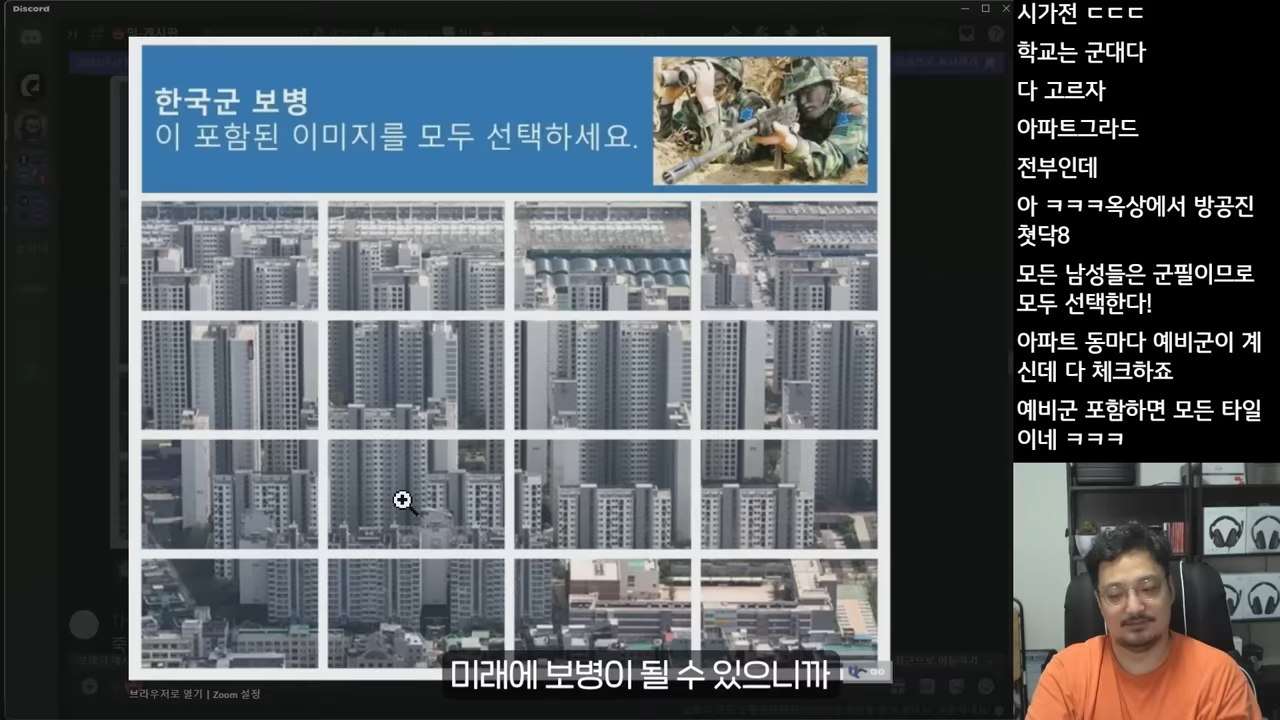 Discord
한국군 보병
이 포함된 이미지를 모두 선택하세요.
미래에 보병이 될 수 있으니까
브라우저로 열기 | Zoom 설정
시가전 ㄷㄷㄷ
학교는 군대다
다 고르자
아파트그라드
전부인데
아 ㅋㅋㅋ옥상에서 방공진
쳣닥8
모든 남성들은 군필이므로
모두 선택한다!
아파트 동마다 예비군이 계
신데 다 체크하죠
예비군 포함하면 모든 타일
이네 ㅋㅋㅋ